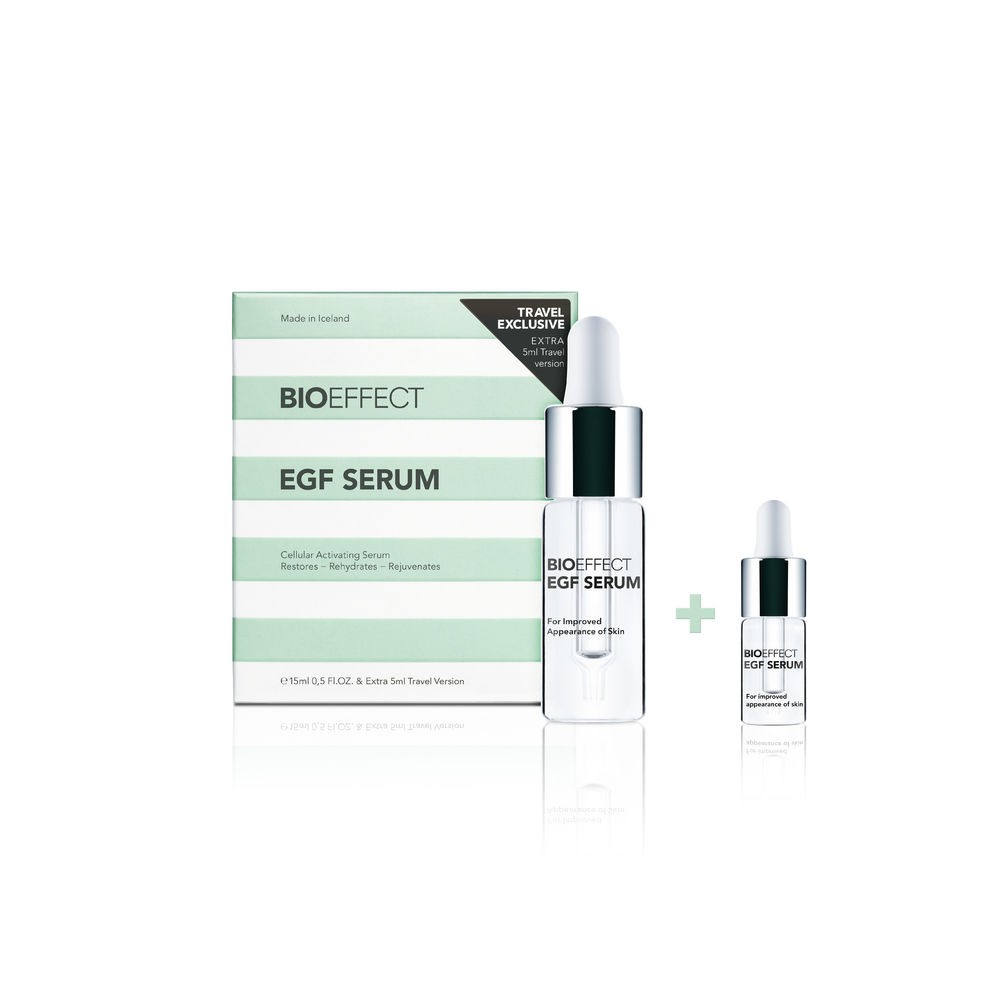 Made in Iceland
TRAVEL
EXCLUSIVE
EXTRA
5ml Travel
version
BIOEFFECT
EGF SERUM
Cellular Activating Serum
Restores – Rehydrates – Rejuvenates
℮15ml 0,5 Fl.OZ. & Extra 5ml Travel Version
BIOEFFECT
EGF SERUM
For Improved
Appearance of Skin
BIOEFFECT
EGF SERUM
For improved
appearance of skin